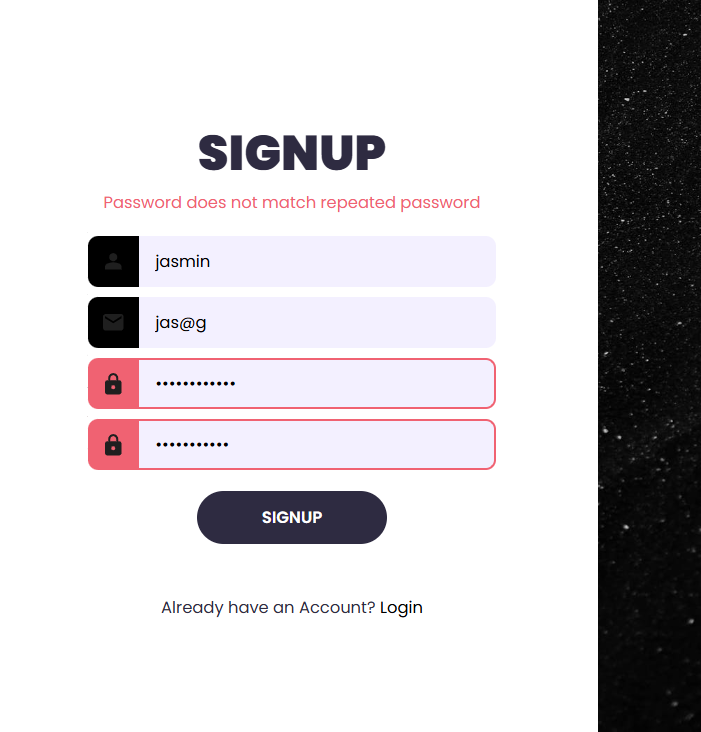 SIGNUP
Password does not match repeated password
jasmin
jas@g
••••••••••••
•••••••••••
SIGNUP
Already have an Account? Login